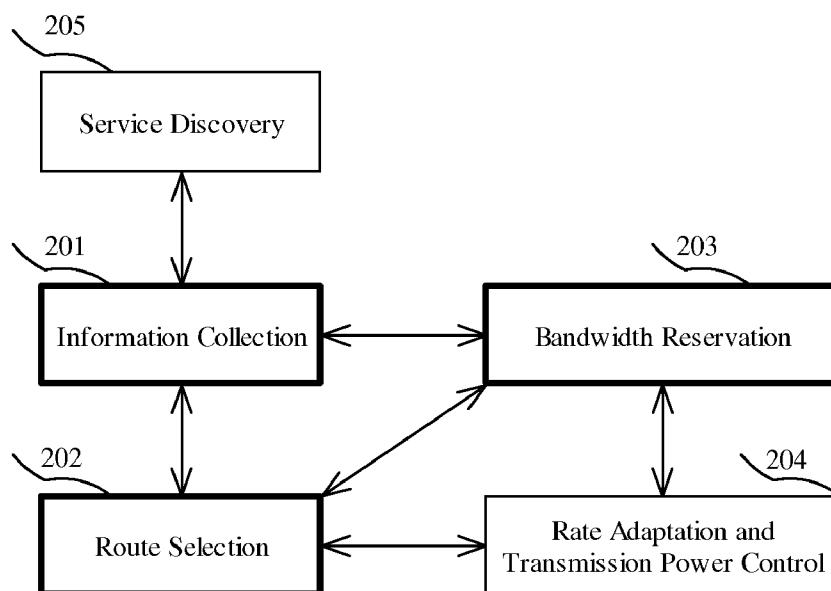 205
Service Discovery
201
203
Information Collection
Bandwidth Reservation
202
204
Route Selection
Rate Adaptation and
Transmission Power Control